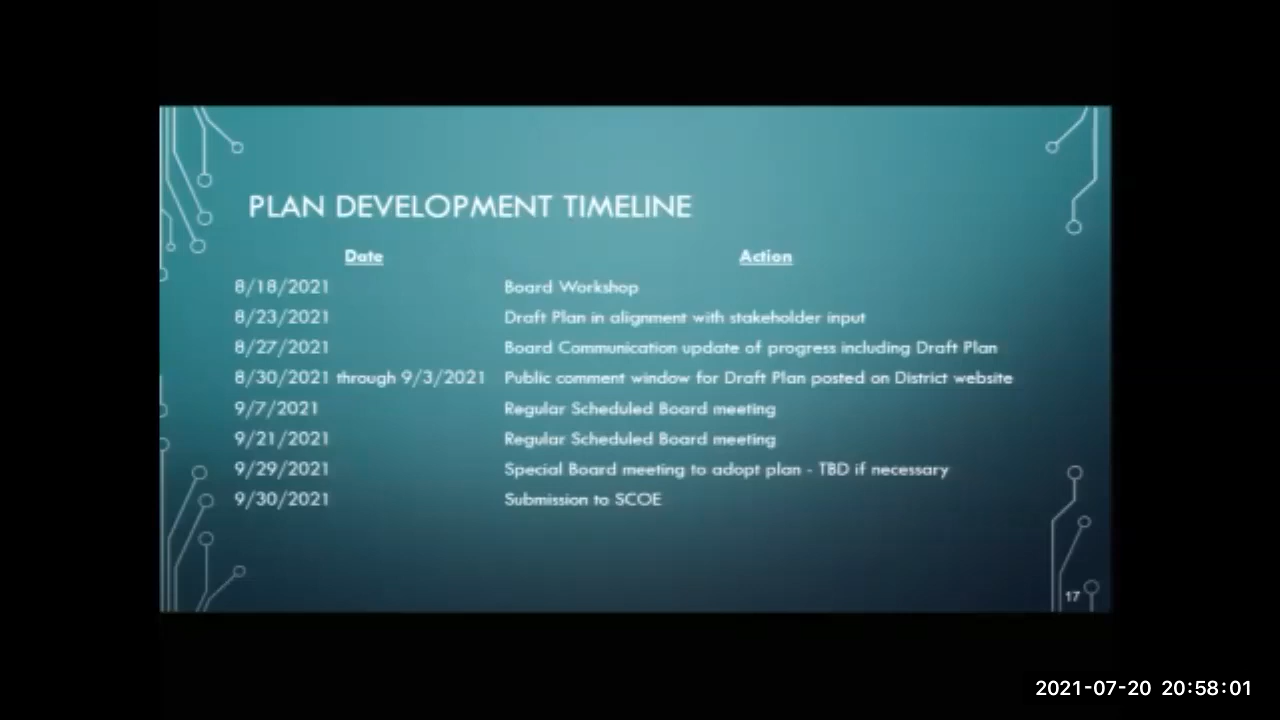 PLAN DEVELOPMENT TIMELINE
Date Action
8/18/2021 Board Workshop
8/23/2021 Draft Plan in alignment with stakeholder input
8/27/2021 Board Communication update of progress including Draft Plan
8/30/2021 through 9/3/2021 Public comment window for Draft Plan posted on District website
9/7/2021 Regular Scheduled Board meeting
9/21/2021 Regular Scheduled Board meeting
9/29/2021 Special Board meeting to adopt plan - TBD if necessary
9/30/2021 Submission to SCOE
17
2021-07-20 20:58:01